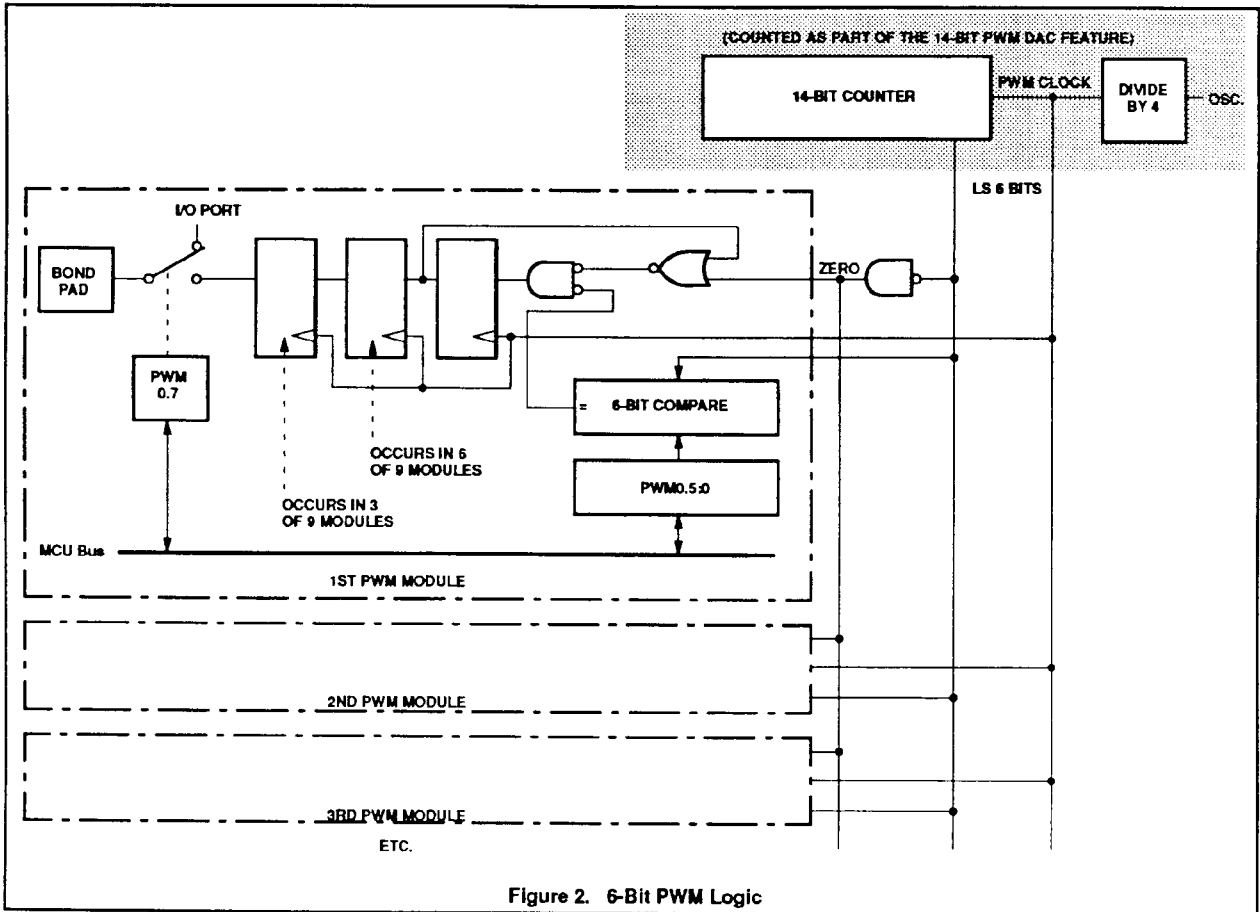 (COUNTED AS PART OF THE 14-BIT PWM DAC FEATURE)
14-BIT COUNTER
PWM CLOCK
DIVIDE
BY 4
OSC.
LS 6 BITS
I/O PORT
BOND
PAD
ZERO
PWM
0.7
= 6-BIT COMPARE
OCCURS IN 6
OF 9 MODULES
PWM0.5:0
OCCURS IN 3
OF 9 MODULES
MCU Bus
1ST PWM MODULE
2ND PWM MODULE
3RD PWM MODULE
ETC.
Figure 2. 6-Bit PWM Logic